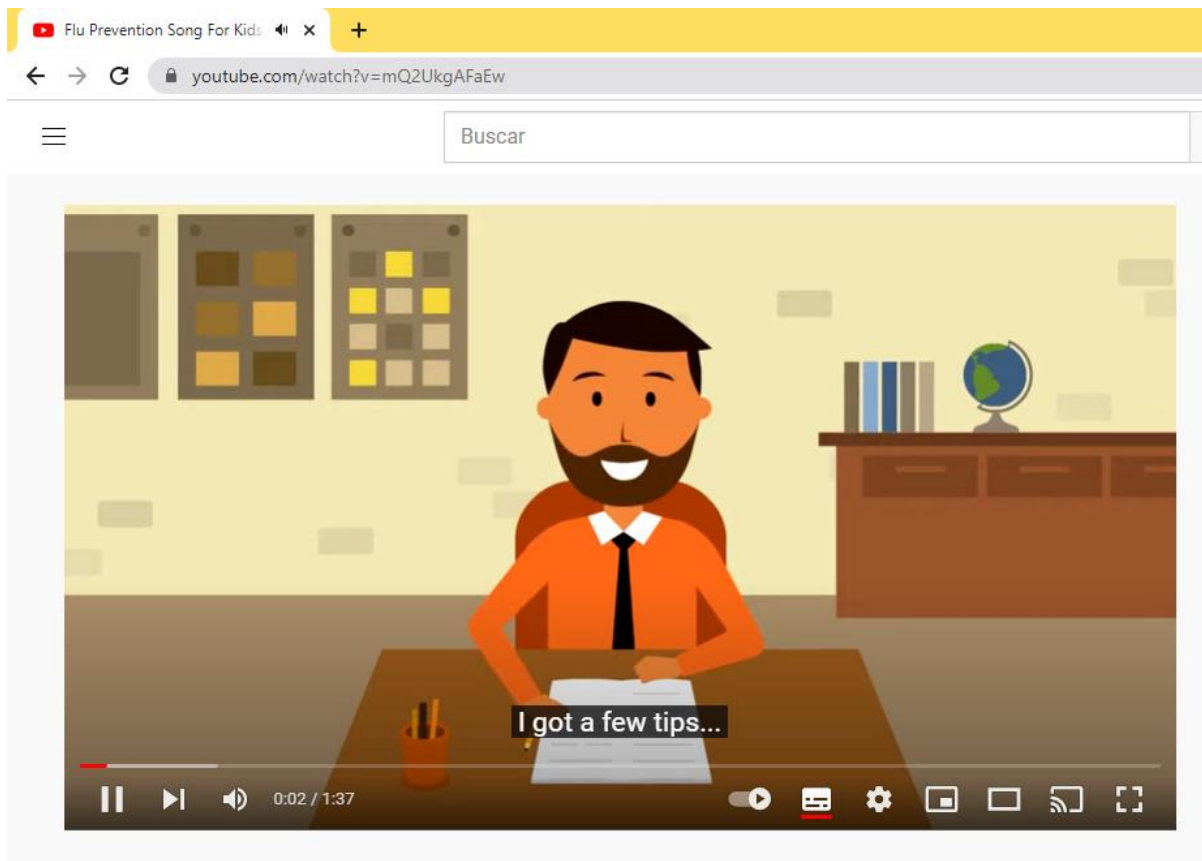 Flu Prevention Song For Kids
youtube.com/watch?v=mQ2UkgAFaEw
Buscar
I got a few tips...
0:02 / 1:37